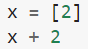 x = [2]
x + 2